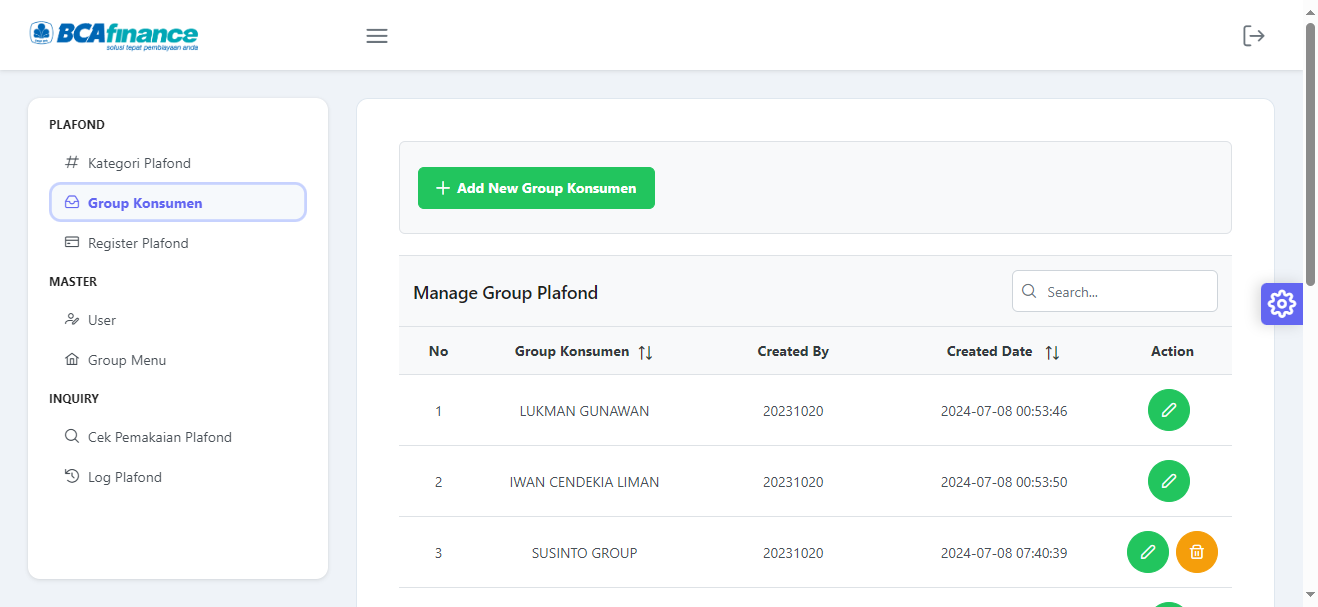 BCAfinance
solusi tepat pembiayaan anda
PLAFOND
Kategori Plafond
Group Konsumen
Register Plafond
MASTER
User
Group Menu
INQUIRY
Cek Pemakaian Plafond
Log Plafond
Add New Group Konsumen
Manage Group Plafond
Search...
No Group Konsumen Created By Created Date Action
1 LUKMAN GUNAWAN 20231020 2024-07-08 00:53:46
2 IWAN CENDEKIA LIMAN 20231020 2024-07-08 00:53:50
3 SUSINTO GROUP 20231020 2024-07-08 07:40:39